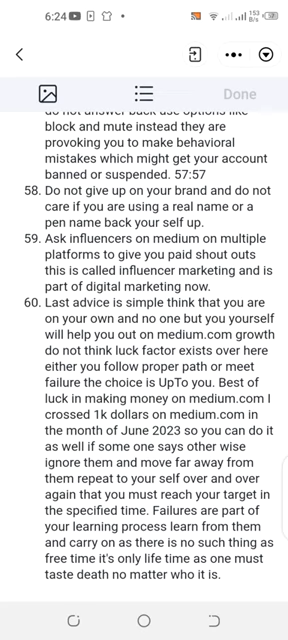 6:24
153
B/s
Done
do not answer back use options like
block and mute instead they are
provoking you to make behavioral
mistakes which might get your account
banned or suspended. 57:57
58. Do not give up on your brand and do not
care if you are using a real name or a
pen name back your self up.
59. Ask influencers on medium on multiple
platforms to give you paid shout outs
this is called influencer marketing and is
part of digital marketing now.
60. Last advice is simple think that you are
on your own and no one but you yourself
will help you out on medium.com growth
do not think luck factor exists over here
either you follow proper path or meet
failure the choice is UpTo you. Best of
luck in making money on medium.com I
crossed 1k dollars on medium.com in
the month of June 2023 so you can do it
as well if some one says other wise
ignore them and move far away from
them repeat to your self over and over
again that you must reach your target in
the specified time. Failures are part of
your learning process learn from them
and carry on as there is no such thing as
free time it's only life time as one must
taste death no matter who it is.